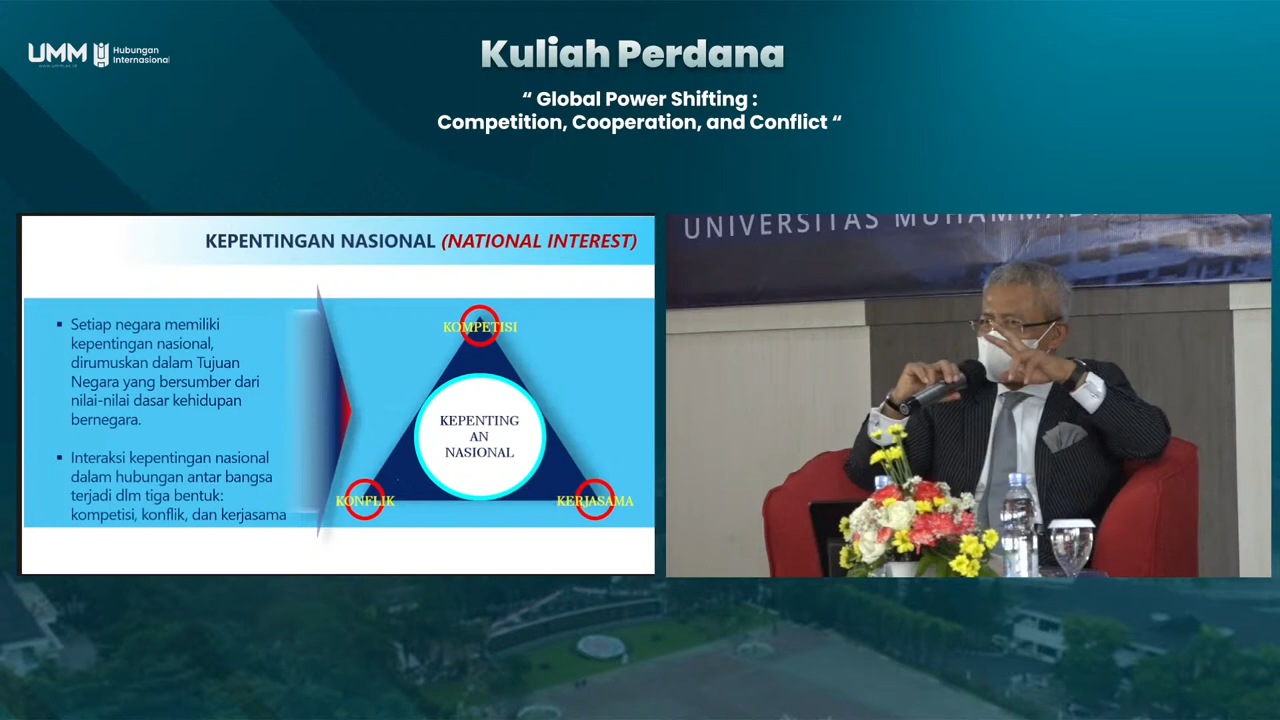 UMM
Hubungan
Internasional
Kuliah Perdana
“ Global Power Shifting :
Competition, Cooperation, and Conflict “
KEPENTINGAN NASIONAL (NATIONAL INTEREST)
▪ Setiap negara memiliki
kepentingan nasional,
dirumuskan dalam Tujuan
Negara yang bersumber dari
nilai-nilai dasar kehidupan
bernegara.
▪ Interaksi kepentingan nasional
dalam hubungan antar bangsa
terjadi dlm tiga bentuk:
kompetisi, konflik, dan kerjasama
KOMPETISI
KEPENTING
AN
NASIONAL
KONFLIK
KERJASAMA
UNIVERSITAS